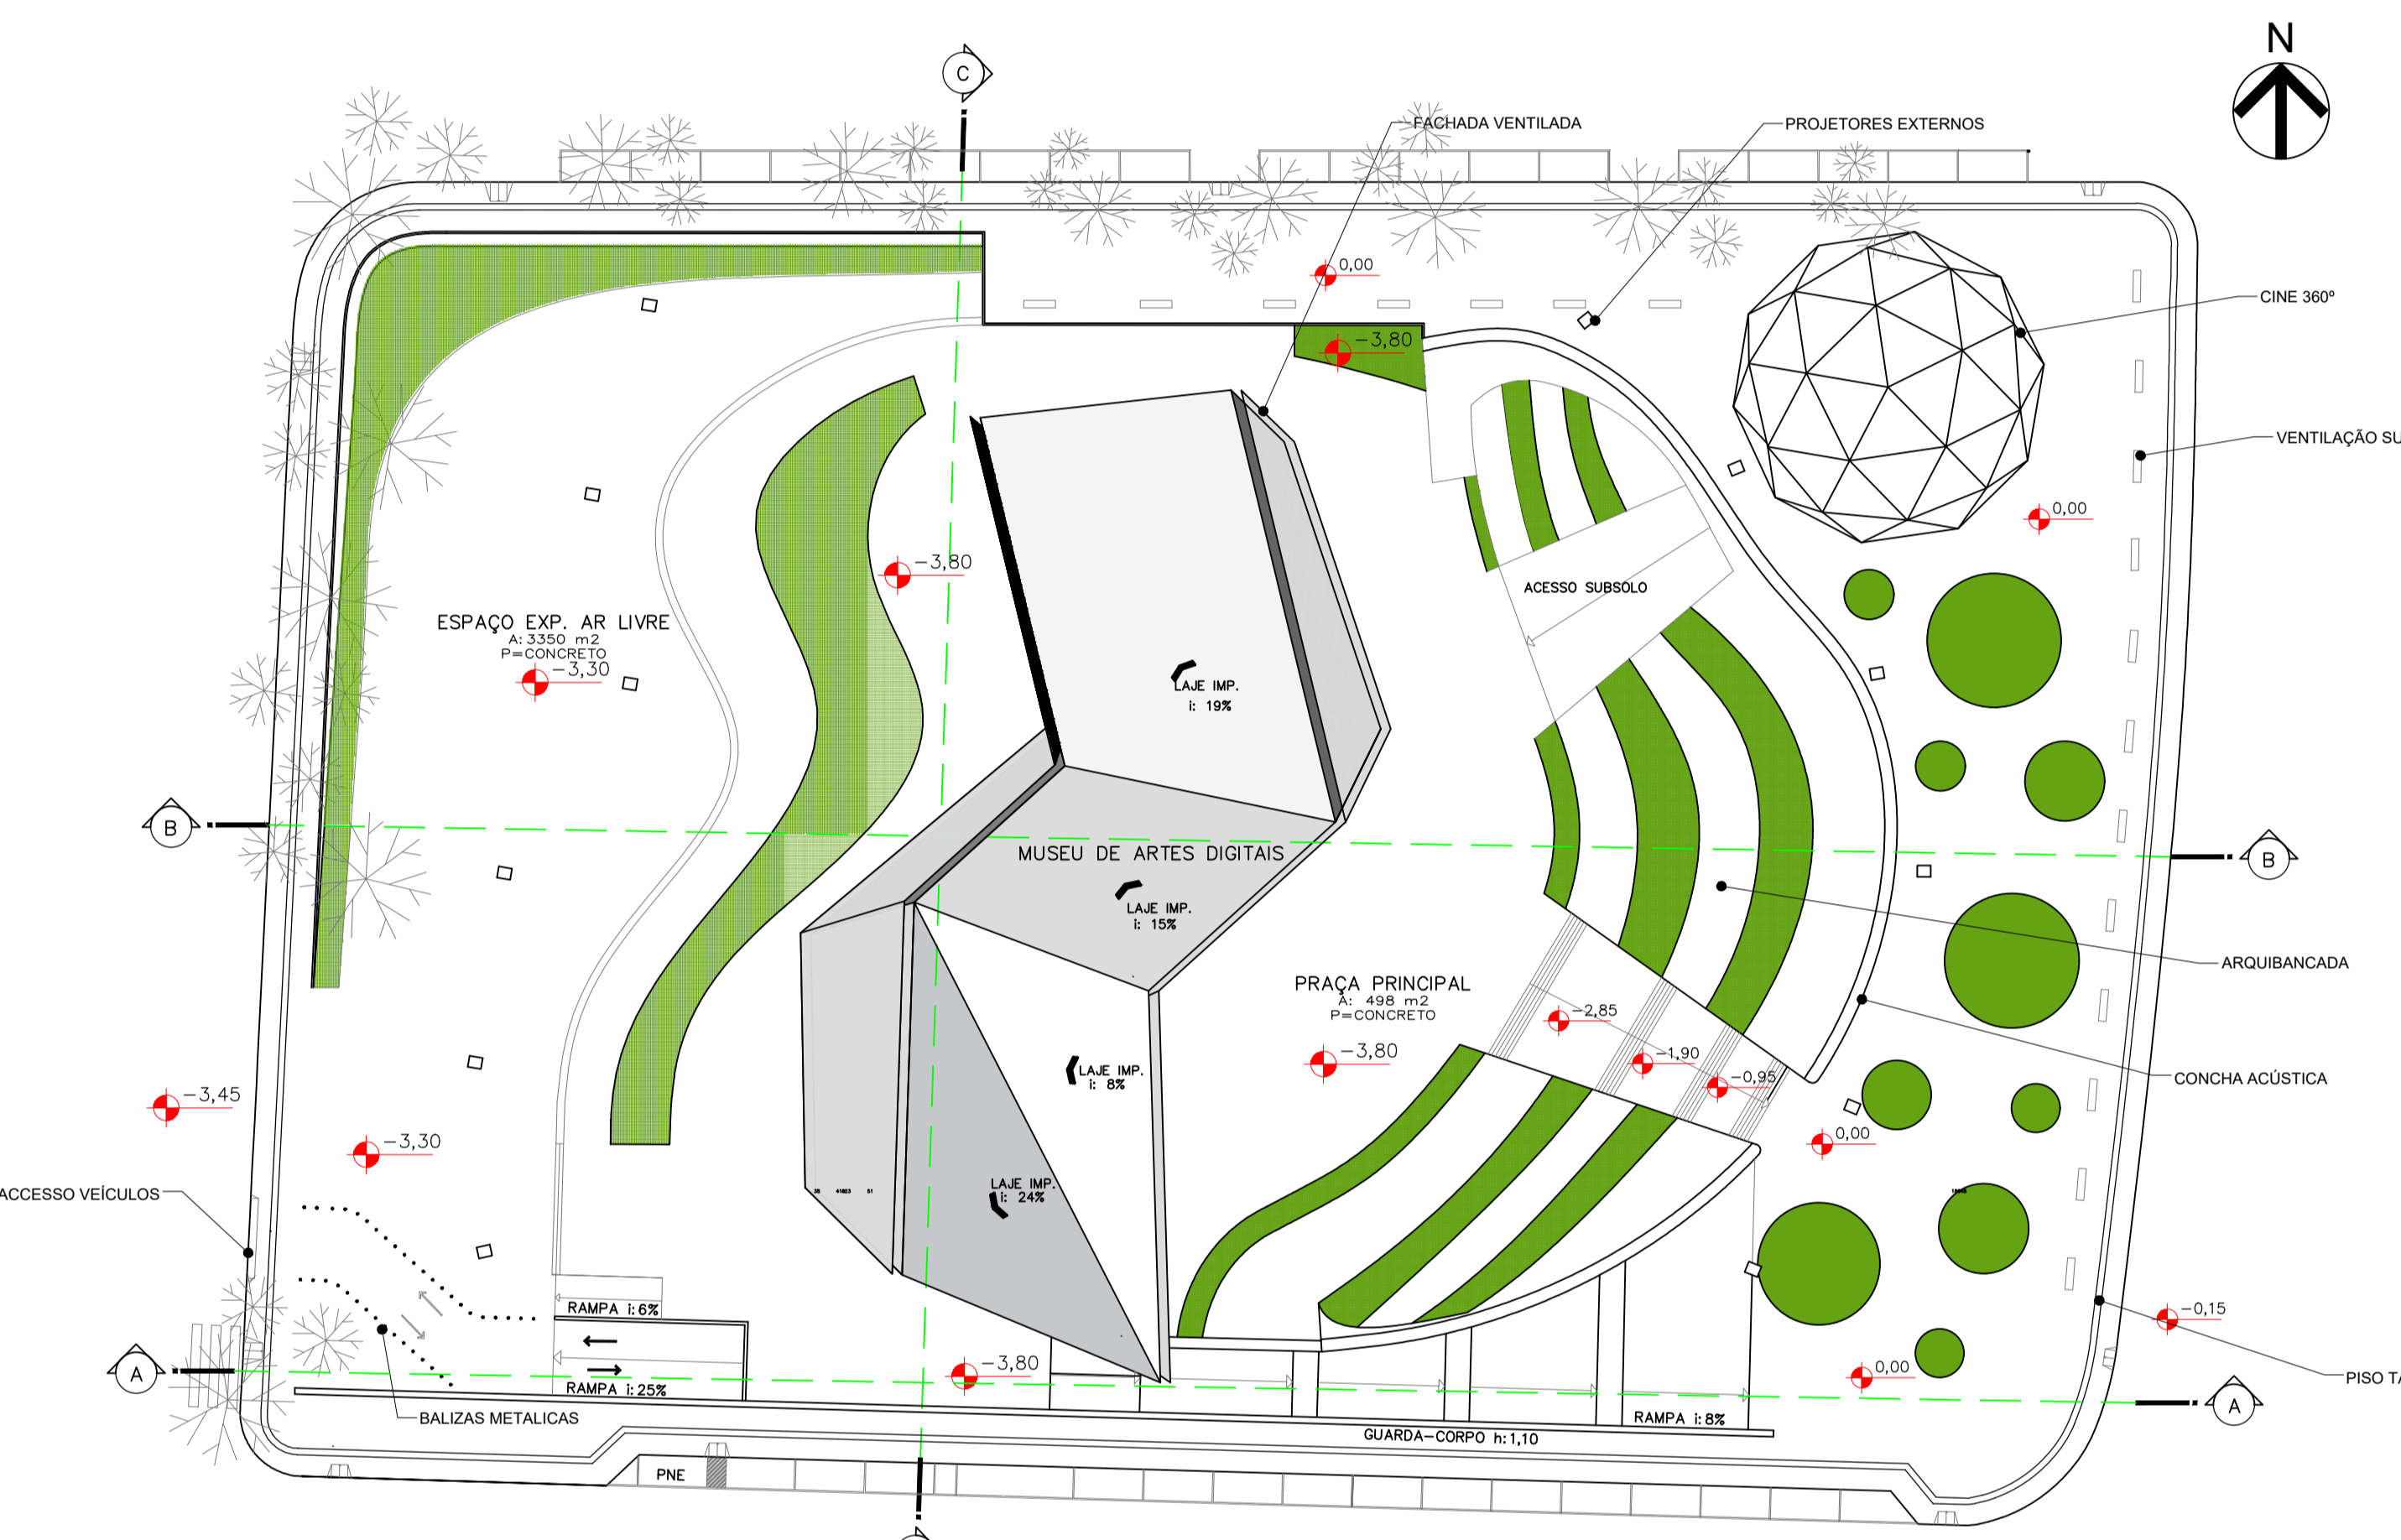 N
C
FACHADA VENTILADA
PROJETORES EXTERNOS
0,00
CINE 360º
-3,80
VENTILAÇÃO SU
0,00
-3,80
ACESSO SUBSOLO
ESPAÇO EXP. AR LIVRE
A: 3350 m2
P=CONCRETO
-3,30
LAJE IMP.
i: 19%
B
B
MUSEU DE ARTES DIGITAIS
LAJE IMP.
i: 15%
ARQUIBANCADA
PRAÇA PRINCIPAL
A: 498 m2
P=CONCRETO
-2,85
-3,80
-1,90
-0,95
LAJE IMP.
i: 8%
CONCHA ACÚSTICA
-3,45
-3,30
0,00
ACCESSO VEÍCULOS
LAJE IMP.
i: 24%
RAMPA i:6%
-0,15
-3,80
0,00
A
RAMPA i:25%
PISO TA
A
BALIZAS METALICAS
RAMPA i:8%
GUARDA-CORPO h:1,10
PNE